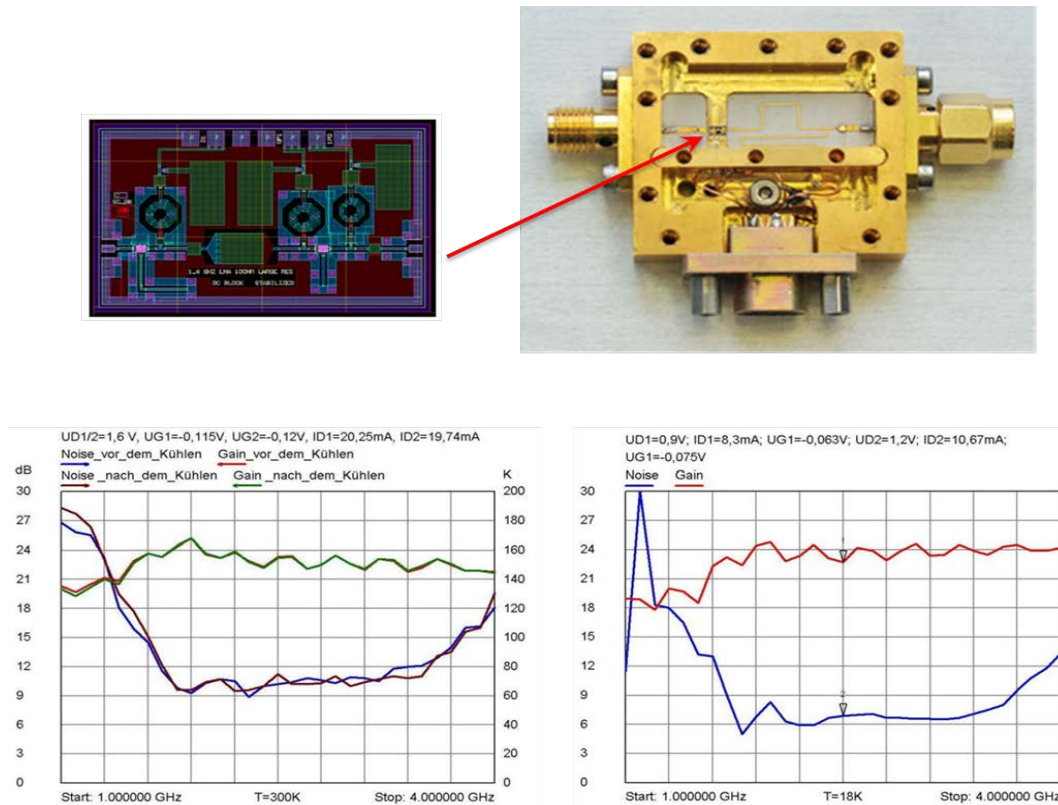 1.4 GHZ LNA 100NM LARGE RES
DC BLOCK STABILIZED
UD1/2=1,6 V, UG1=-0,115V, UG2=-0,12V, ID1=20,25mA, ID2=19,74mA
Noise_vor_dem_Kühlen Gain_vor_dem_Kühlen
dB Noise _nach_dem_Kühlen Gain _nach_dem_Kühlen K
30 200
27 180
24 160
21 140
18 120
15 100
12 80
9 60
6 40
3 20
0 0
Start: 1.000000 GHz T=300K Stop: 4.000000 GHz
UD1=0,9V; ID1=8,3mA; UG1=-0,063V; UD2=1,2V; ID2=10,67mA;
UG1=-0,075V
Noise Gain
30
27
24
21
18
15
12
9
6
3
0
1
2
Start: 1.000000 GHz T=18K Stop: 4.000000 GHz